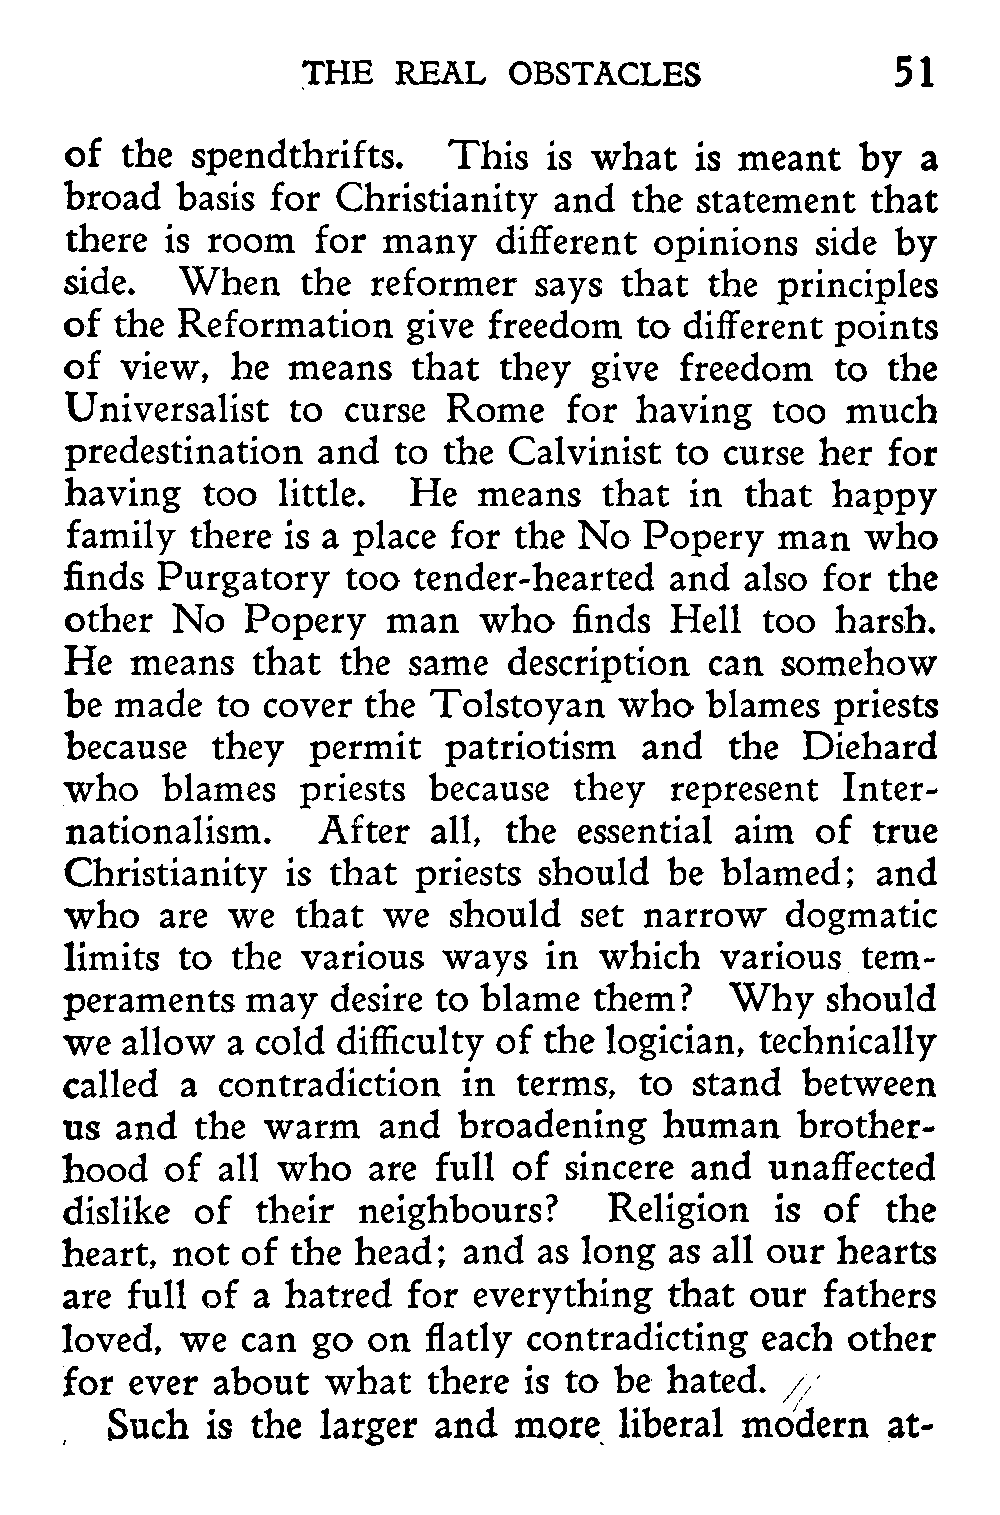 THE REAL OBSTACLES 51
of the spendthrifts. This is what is meant by a
broad basis for Christianity and the statement that
there is room for many different opinions side by
side. When the reformer says that the principles
of the Reformation give freedom to different points
of view, he means that they give freedom to the
Universalist to curse Rome for having too much
predestination and to the Calvinist to curse her for
having too little. He means that in that happy
family there is a place for the No Popery man who
finds Purgatory too tender-hearted and also for the
other No Popery man who finds Hell too harsh.
He means that the same description can somehow
be made to cover the Tolstoyan who blames priests
because they permit patriotism and the Diehard
who blames priests because they represent Inter-
nationalism. After all, the essential aim of true
Christianity is that priests should be blamed; and
who are we that we should set narrow dogmatic
limits to the various ways in which various tem-
peraments may desire to blame them? Why should
we allow a cold difficulty of the logician, technically
called a contradiction in terms, to stand between
us and the warm and broadening human brother-
hood of all who are full of sincere and unaffected
dislike of their neighbours? Religion is of the
heart, not of the head; and as long as all our hearts
are full of a hatred for everything that our fathers
loved, we can go on flatly contradicting each other
for ever about what there is to be hated.
Such is the larger and more liberal modern at-